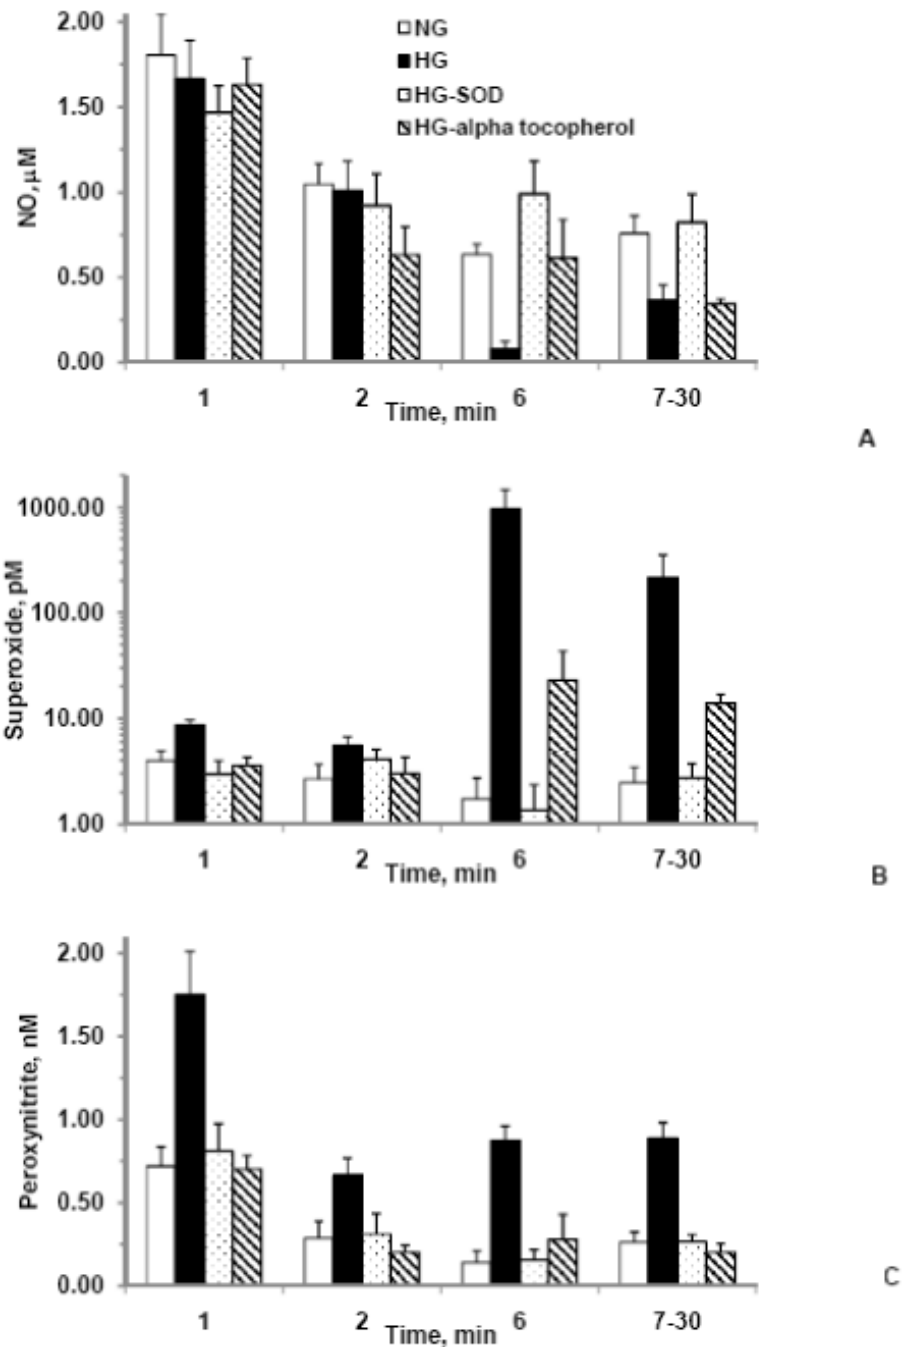 2.00
1.50
1.00
0.50
0.00
NO,µM
NG
HG
HG-SOD
HG-alpha tocopherol
1 2 6 7-30
Time, min
A
1000.00
100.00
10.00
1.00
Superoxide, pM
1 2 6 7-30
Time, min
B
2.00
1.50
1.00
0.50
0.00
Peroxynitrite, nM
1 2 6 7-30
Time, min
C